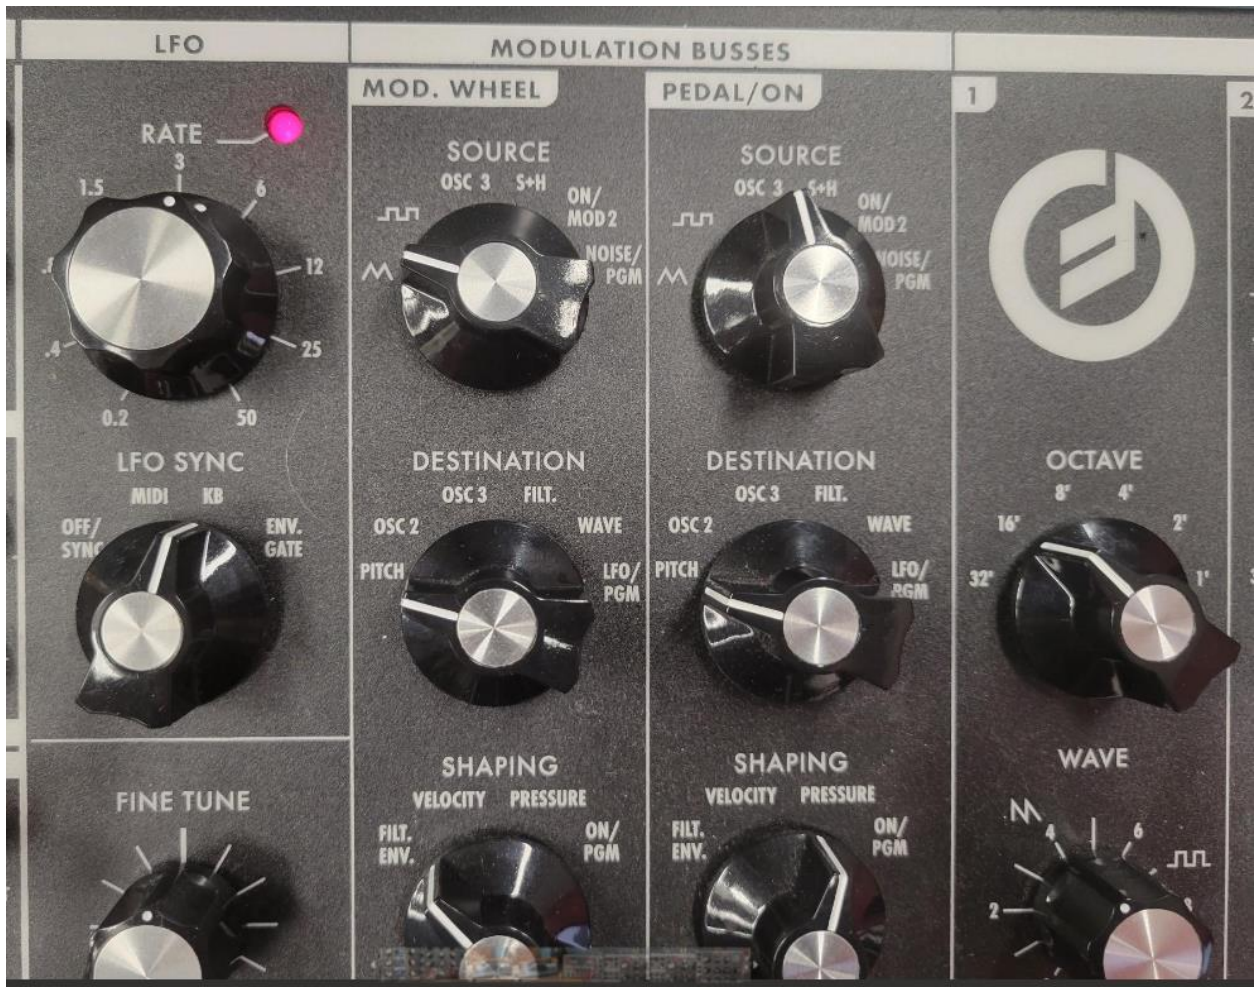 LFO
MODULATION BUSSES
MOD. WHEEL
PEDAL/ON
1
2
RATE
3
1.5
6
12
.4
25
0.2
50
SOURCE
OSC 3 S+H
ON/
MOD 2
NOISE/
PGM
SOURCE
OSC 3 S+H
ON/
MOD 2
NOISE/
PGM
LFO SYNC
MIDI KB
OFF/
SYNC
ENV.
GATE
DESTINATION
OSC 3 FILT.
OSC 2 WAVE
PITCH
LFO/
PGM
DESTINATION
OSC 3 FILT.
OSC 2 WAVE
PITCH
LFO/
PGM
OCTAVE
8' 4'
16' 2'
32' 1'
FINE TUNE
SHAPING
VELOCITY PRESSURE
FILT.
ENV.
ON/
PGM
SHAPING
VELOCITY PRESSURE
FILT.
ENV.
ON/
PGM
WAVE
4 6
2